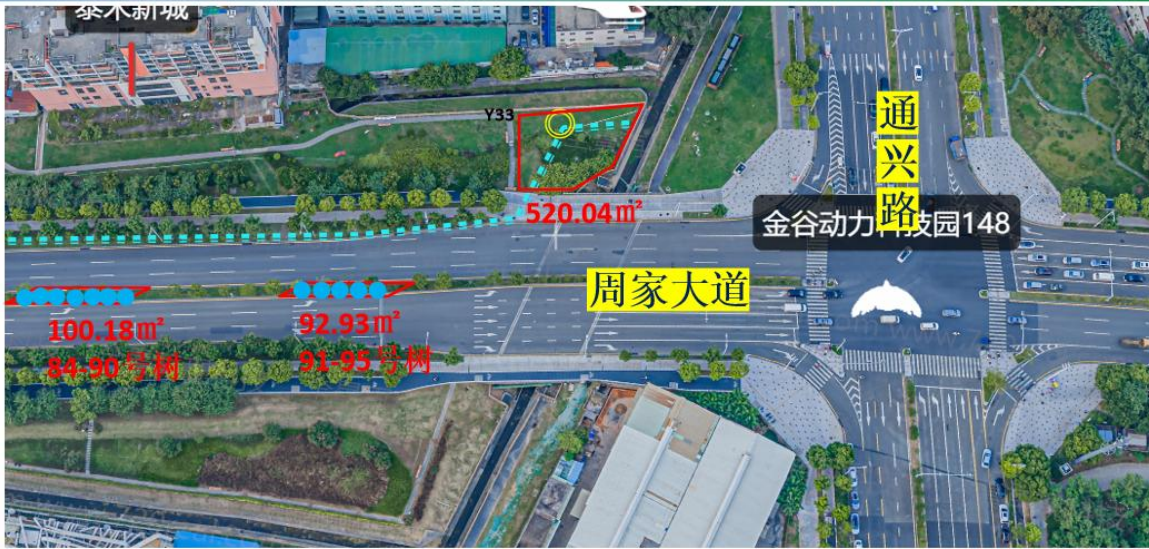 泰禾新城
Y33
通兴路
520.04㎡
金谷动力科技园148
周家大道
100.18㎡
84-90号树
92.93㎡
91-95号树